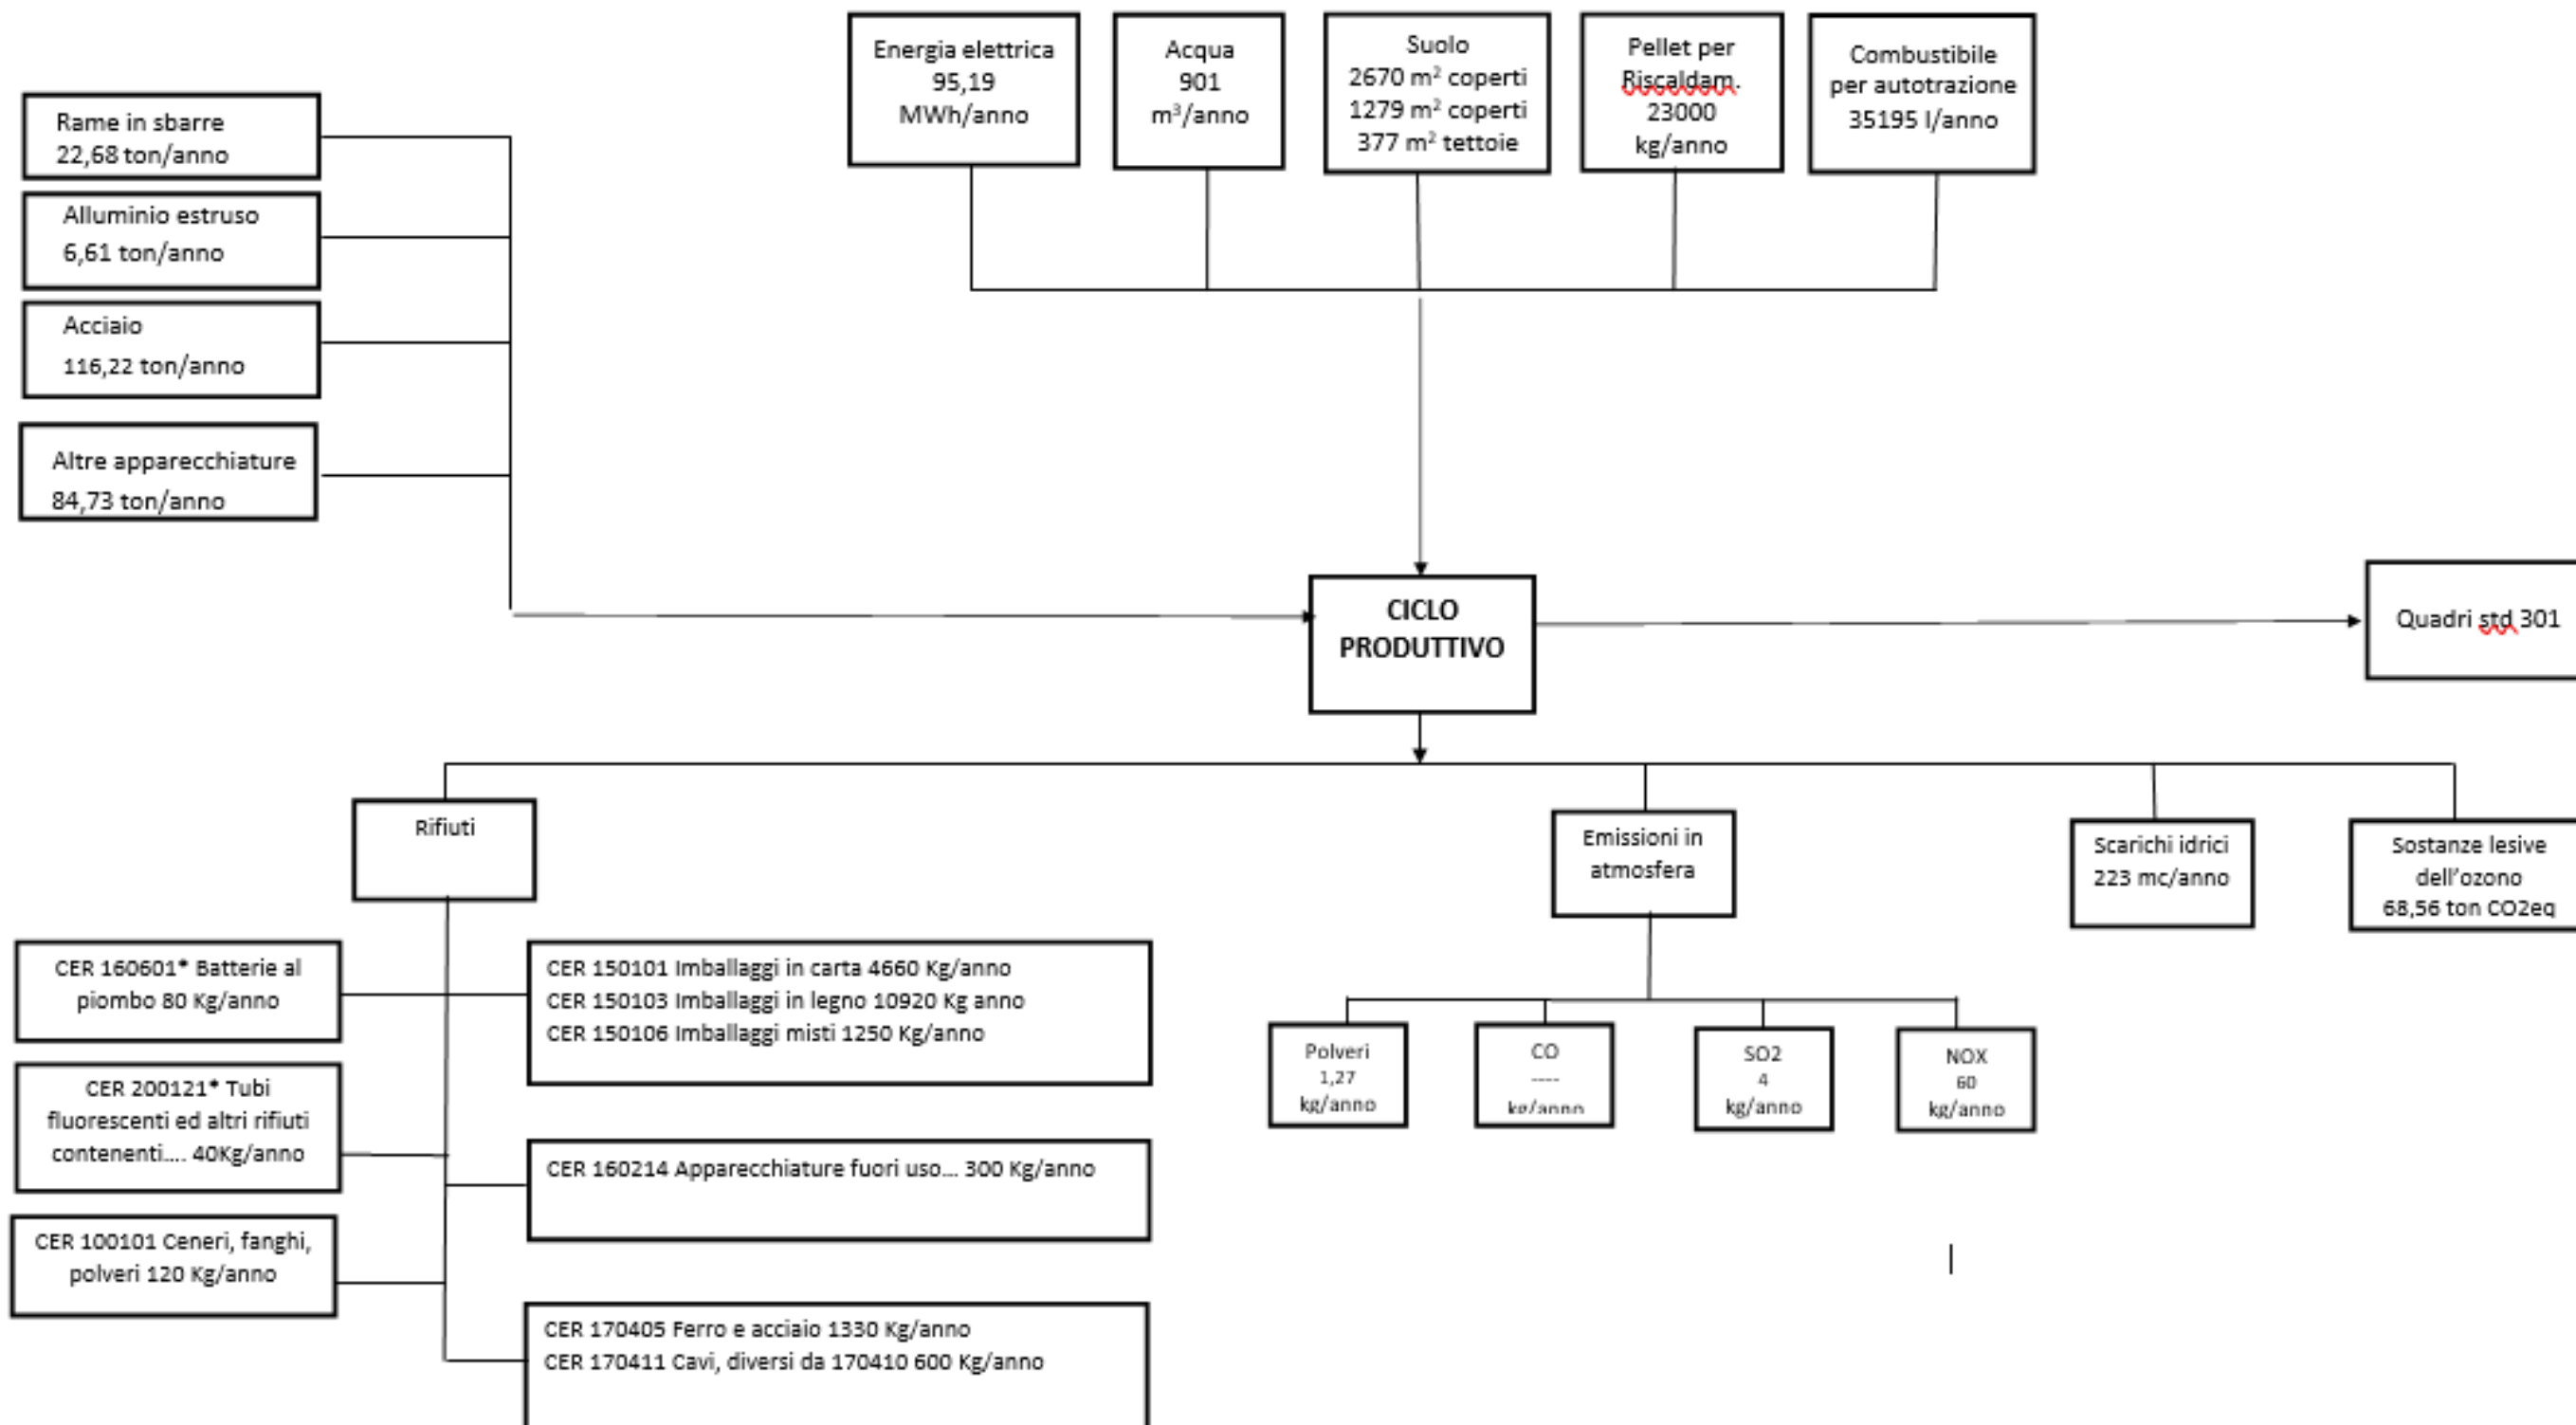 Energia elettrica
95,19
MWh/anno
Acqua
901
m³/anno
Suolo
2670 m² coperti
1279 m² coperti
377 m² tettoie
Pellet per
Riscaldam.
23000
kg/anno
Combustibile
per autotrazione
35195 l/anno
Rame in sbarre
22,68 ton/anno
Alluminio estruso
6,61 ton/anno
Acciaio
116,22 ton/anno
Altre apparecchiature
84,73 ton/anno
CICLO
PRODUTTIVO
Quadri std 301
Rifiuti
Emissioni in
atmosfera
Scarichi idrici
223 mc/anno
Sostanze lesive
dell'ozono
68,56 ton CO2eq
CER 160601* Batterie al
piombo 80 Kg/anno
CER 200121* Tubi
fluorescenti ed altri rifiuti
contenenti.... 40Kg/anno
CER 100101 Ceneri, fanghi,
polveri 120 Kg/anno
CER 150101 Imballaggi in carta 4660 Kg/anno
CER 150103 Imballaggi in legno 10920 Kg anno
CER 150106 Imballaggi misti 1250 Kg/anno
CER 160214 Apparecchiature fuori uso... 300 Kg/anno
CER 170405 Ferro e acciaio 1330 Kg/anno
CER 170411 Cavi, diversi da 170410 600 Kg/anno
Polveri
1,27
kg/anno
CO
----
kg/anno
SO2
4
kg/anno
NOX
60
kg/anno